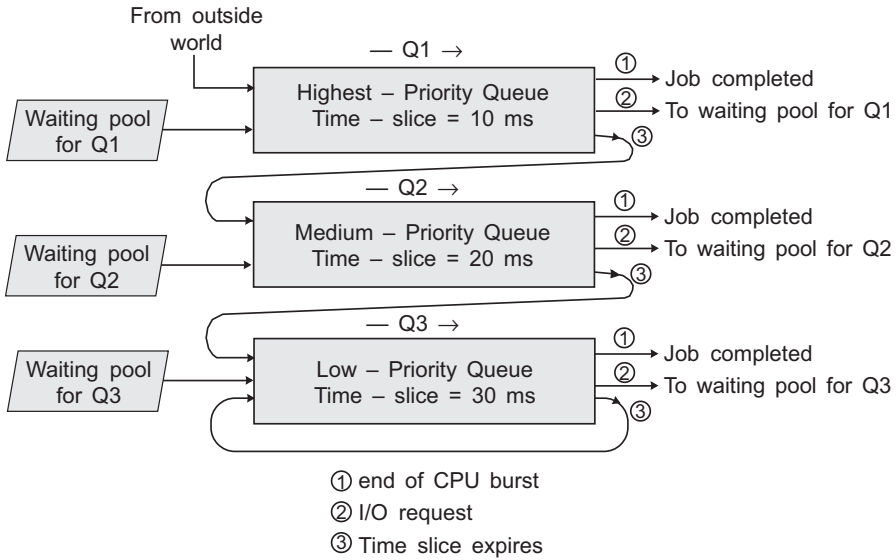 From outside
world
— Q1 →
Highest – Priority Queue
Time – slice = 10 ms
Waiting pool
for Q1
① Job completed
② To waiting pool for Q1
③
— Q2 →
Medium – Priority Queue
Time – slice = 20 ms
Waiting pool
for Q2
① Job completed
② To waiting pool for Q2
③
— Q3 →
Low – Priority Queue
Time – slice = 30 ms
Waiting pool
for Q3
① Job completed
② To waiting pool for Q3
③
① end of CPU burst
② I/O request
③ Time slice expires